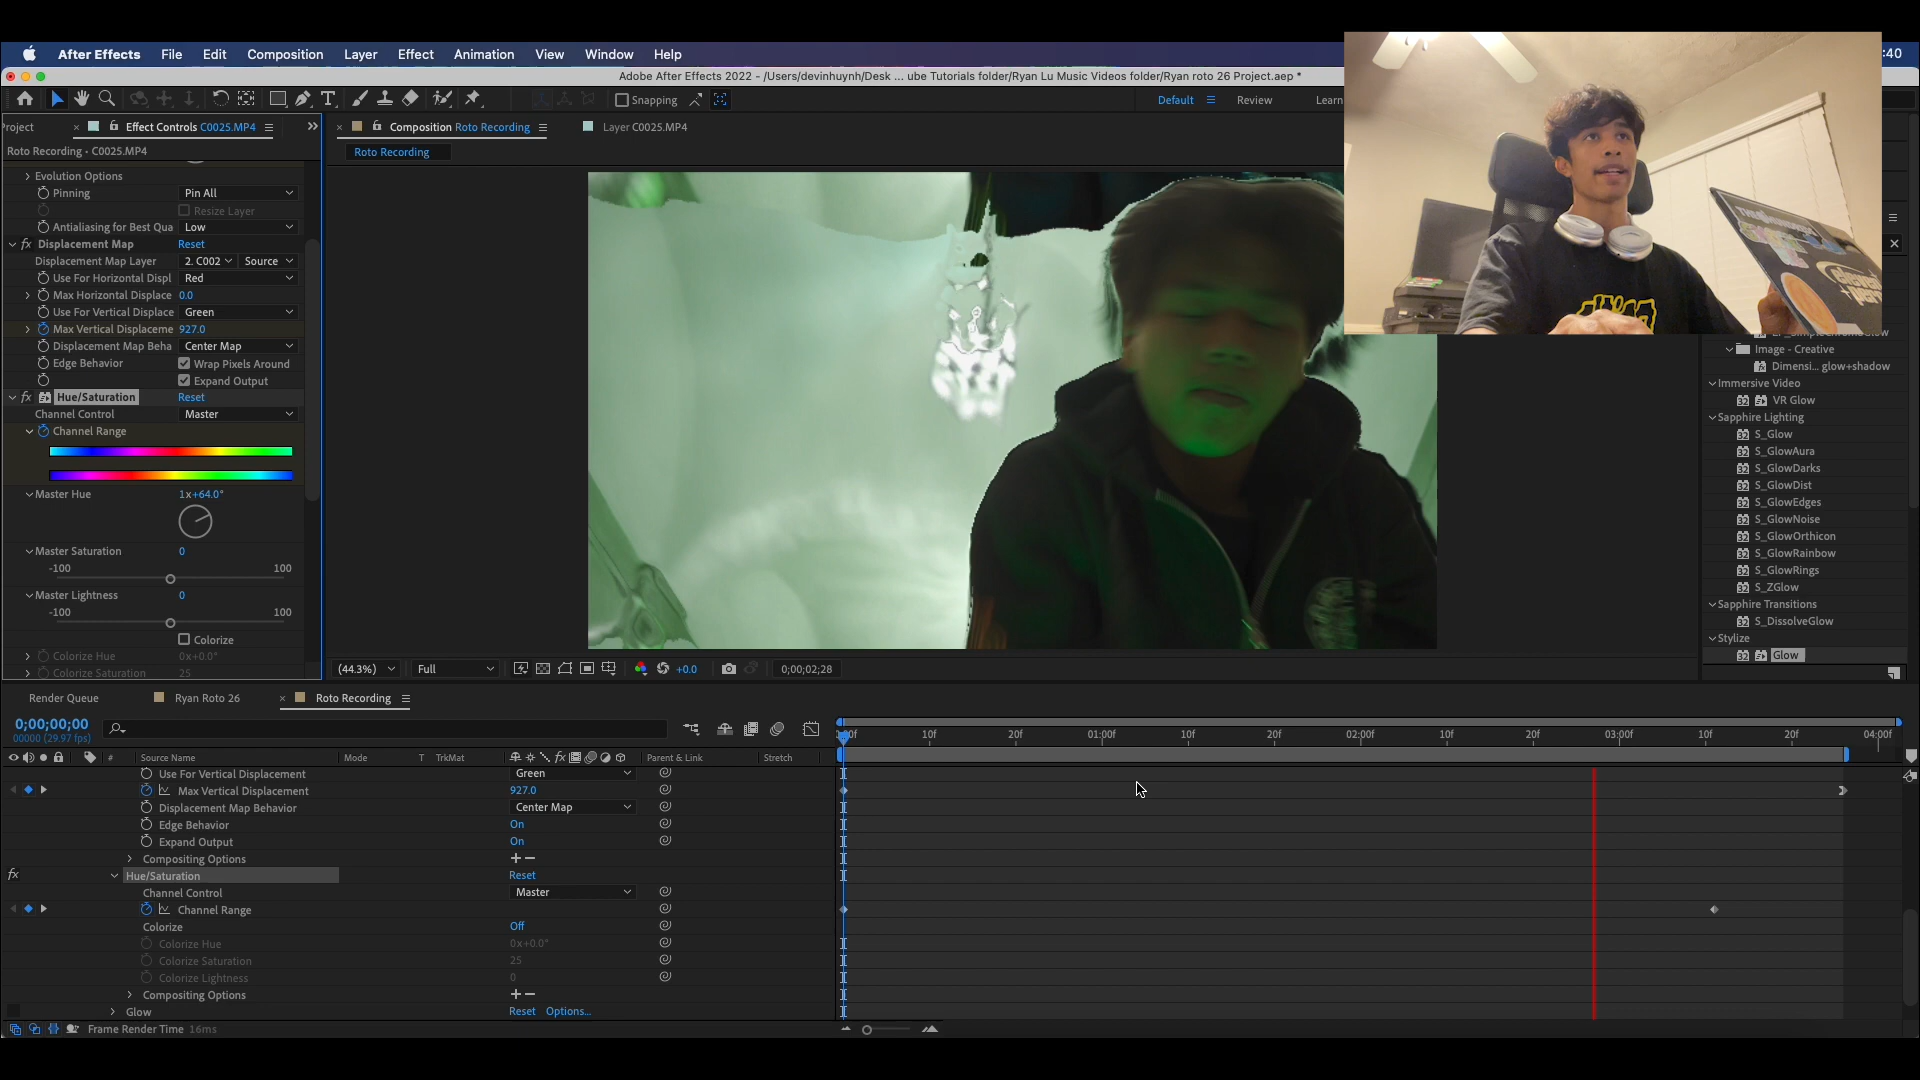 After Effects File Edit Composition Layer Effect Animation View Window Help :40
Adobe After Effects 2022 - /Users/devinhuynh/Desk ... ube Tutorials folder/Ryan Lu Music Videos folder/Ryan roto 26 Project.aep *
Snapping Default Review Learn
Project Effect Controls C0025.MP4 Composition Roto Recording Layer C0025.MP4
Roto Recording • C0025.MP4 Roto Recording
Evolution Options
Pinning Pin All
Resize Layer
Antialiasing for Best Qua Low
fx Displacement Map Reset
Displacement Map Layer 2. C002 Source
Use For Horizontal Displ Red
Max Horizontal Displace 0.0
Use For Vertical Displace Green
Max Vertical Displaceme 927.0
Displacement Map Beha Center Map
Edge Behavior Wrap Pixels Around
Expand Output
fx Hue/Saturation Reset
Channel Control Master
Channel Range
Master Hue 1x+64.0°
Master Saturation 0
-100 100
Master Lightness 0
-100 100
Colorize
Colorize Hue 0x+0.0°
Colorize Saturation 25
Image - Creative
Dimensi... glow+shadow
Immersive Video
VR Glow
Sapphire Lighting
S_Glow
S_GlowAura
S_GlowDarks
S_GlowDist
S_GlowEdges
S_GlowNoise
S_GlowOrthicon
S_GlowRainbow
S_GlowRings
S_ZGlow
Sapphire Transitions
S_DissolveGlow
Stylize
Glow
(44.3%) Full +0.0 0;00;02;28
Render Queue Ryan Roto 26 Roto Recording
0;00;00;00
00000 (29.97 fps)
:00f 10f 20f 01:00f 10f 20f 02:00f 10f 20f 03:00f 10f 20f 04:00f
# Source Name Mode T TrkMat fx Parent & Link Stretch
Use For Vertical Displacement Green
Max Vertical Displacement 927.0
Displacement Map Behavior Center Map
Edge Behavior On
Expand Output On
Compositing Options + –
fx Hue/Saturation Reset
Channel Control Master
Channel Range
Colorize Off
Colorize Hue 0x+0.0°
Colorize Saturation 25
Colorize Lightness 0
Compositing Options + –
Glow Reset Options...
Frame Render Time 16ms